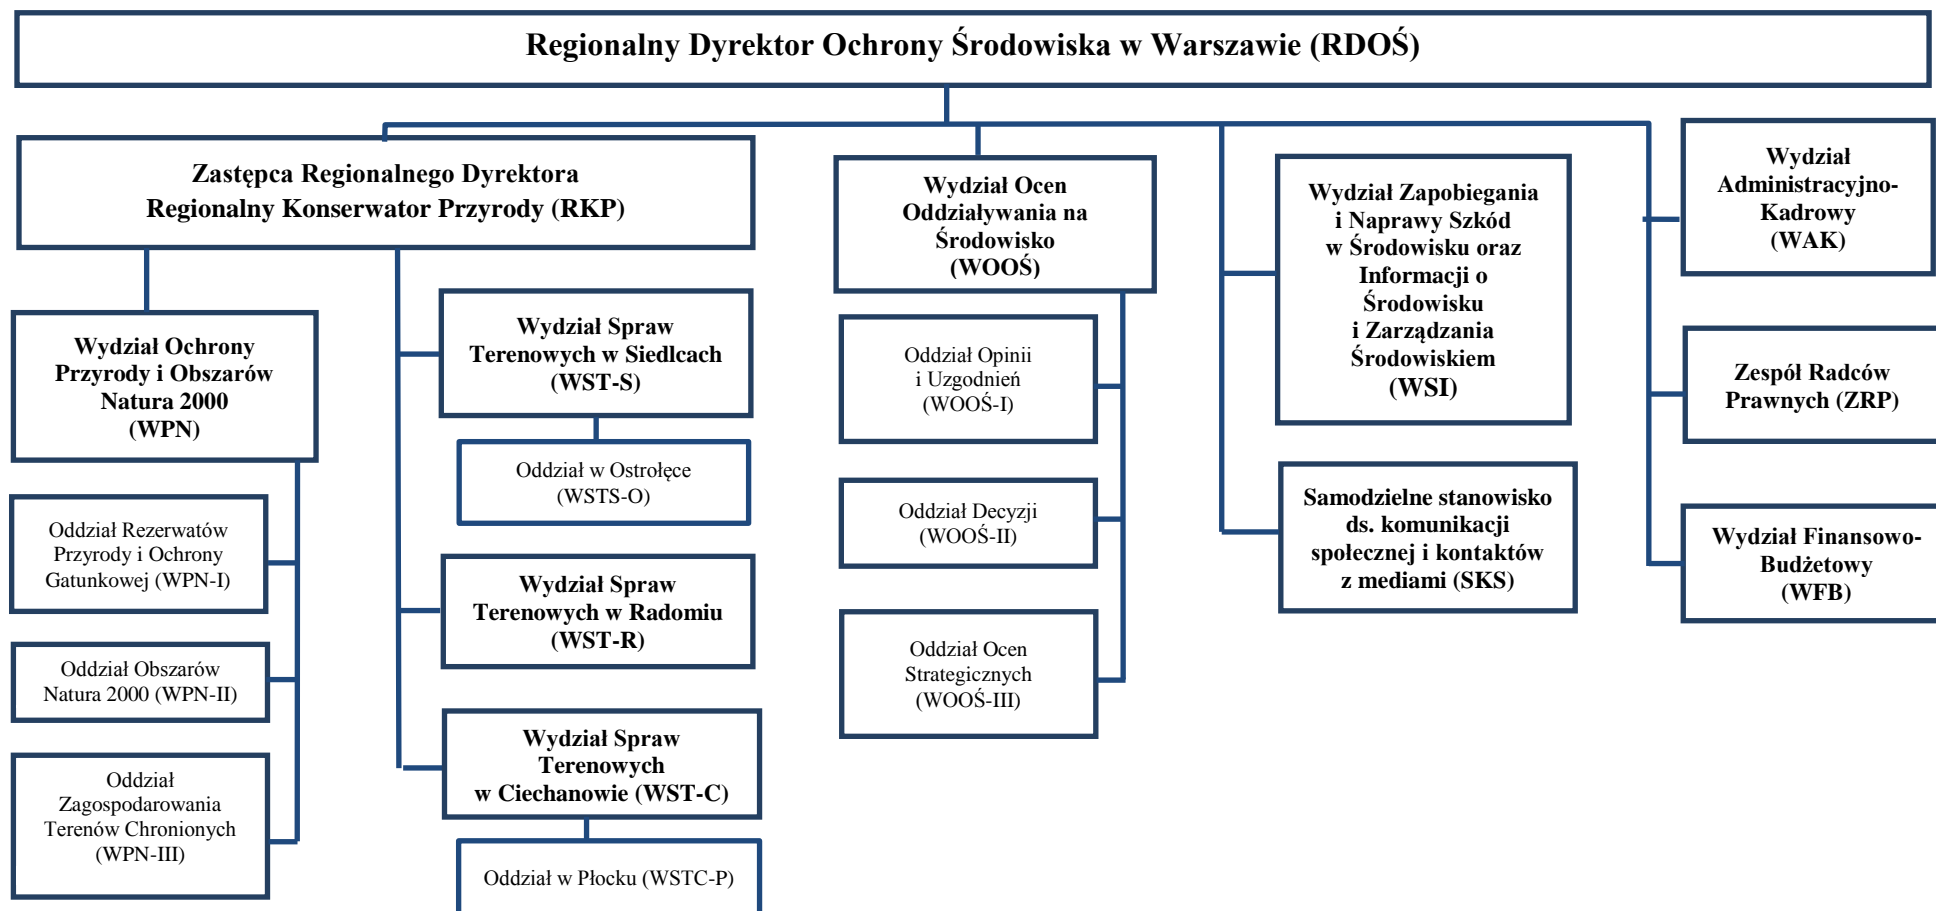 Regionalny Dyrektor Ochrony Środowiska w Warszawie (RDOŚ)
Zastępca Regionalnego Dyrektora
Regionalny Konserwator Przyrody (RKP)
Wydział Ochrony
Przyrody i Obszarów
Natura 2000
(WPN)
Oddział Rezerwatów
Przyrody i Ochrony
Gatunkowej (WPN-I)
Oddział Obszarów
Natura 2000 (WPN-II)
Oddział
Zagospodarowania
Terenów Chronionych
(WPN-III)
Wydział Spraw
Terenowych w Siedlcach
(WST-S)
Oddział w Ostrołęce
(WSTS-O)
Wydział Spraw
Terenowych w Radomiu
(WST-R)
Wydział Spraw
Terenowych
w Ciechanowie (WST-C)
Oddział w Płocku (WSTC-P)
Wydział Ocen
Oddziaływania na
Środowisko
(WOOŚ)
Oddział Opinii
i Uzgodnień
(WOOŚ-I)
Oddział Decyzji
(WOOŚ-II)
Oddział Ocen
Strategicznych
(WOOŚ-III)
Wydział Zapobiegania
i Naprawy Szkód
w Środowisku oraz
Informacji o
Środowisku
i Zarządzania
Środowiskiem
(WSI)
Samodzielne stanowisko
ds. komunikacji
społecznej i kontaktów
z mediami (SKS)
Wydział
Administracyjno-
Kadrowy
(WAK)
Zespół Radców
Prawnych (ZRP)
Wydział Finansowo-
Budżetowy
(WFB)